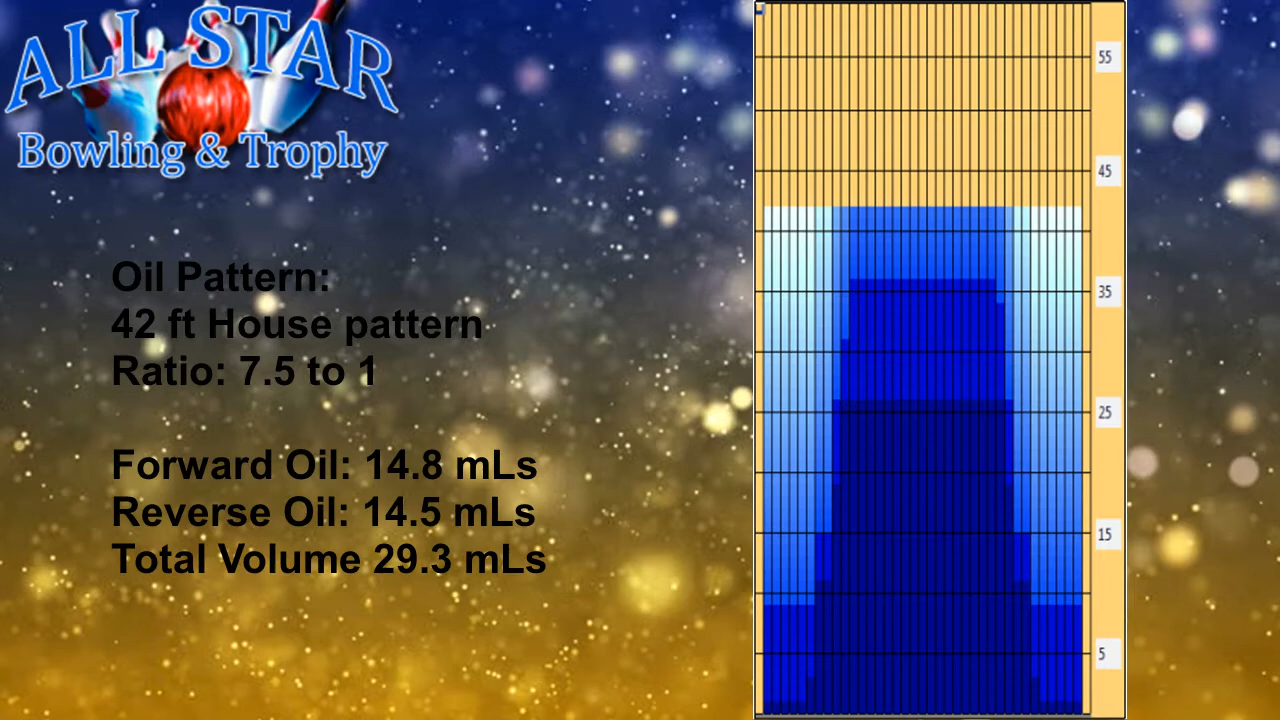 ALL STAR
Bowling & Trophy
Oil Pattern:
42 ft House pattern
Ratio: 7.5 to 1
Forward Oil: 14.8 mLs
Reverse Oil: 14.5 mLs
Total Volume 29.3 mLs
55
45
35
25
15
5